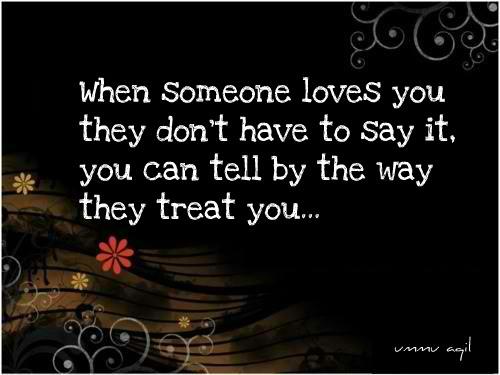 When someone loves you
they don't have to say it,
you can tell by the way
they treat you...
ummu aqil